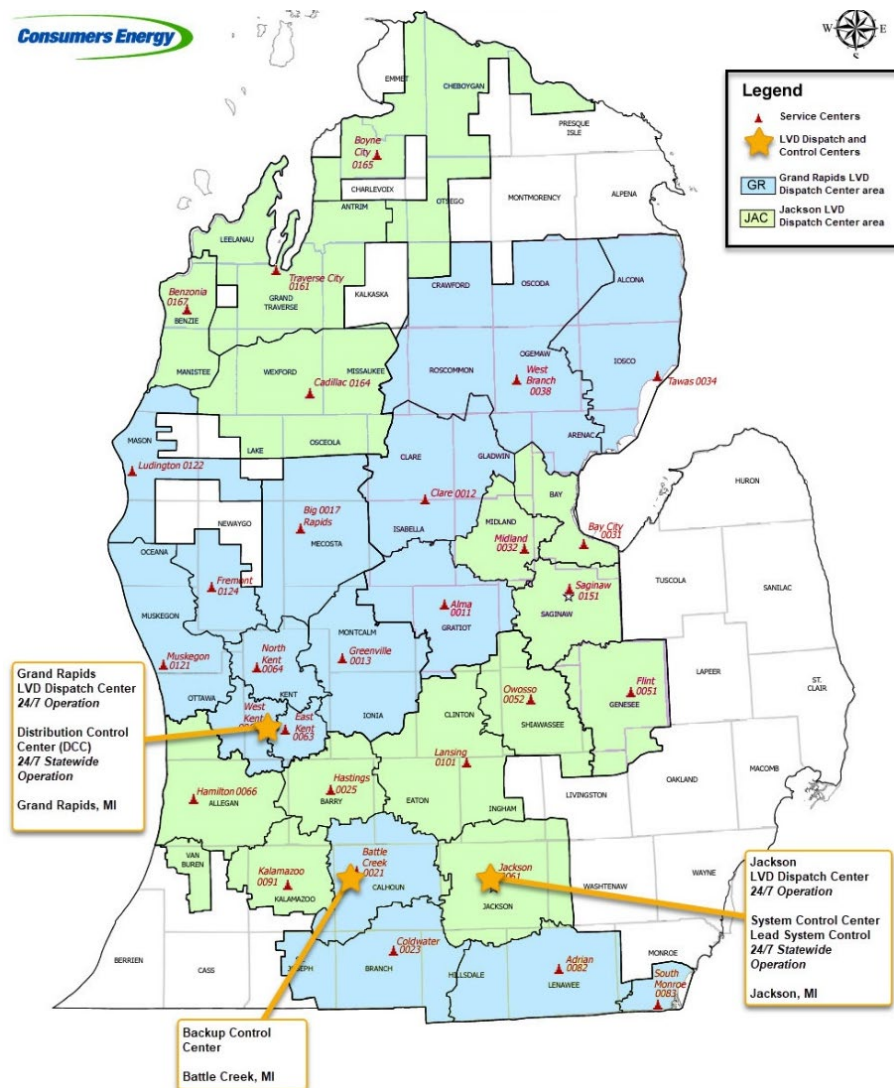 Consumers Energy
W E
S
Legend
Service Centers
LVD Dispatch and
Control Centers
GR
Grand Rapids LVD
Dispatch Center area
JAC
Jackson LVD
Dispatch Center area
EMMET
CHEBOYGAN
PRESQUE
ISLE
Boyne
City
0165
CHARLEVOIX
ANTRIM
OTSEGO
MONTMORENCY
ALPENA
LEELANAU
Traverse City
0161
GRAND
TRAVERSE
KALKASKA
CRAWFORD
OSCODA
ALCONA
Benzonia
0167
BENZIE
MANISTEE
WEXFORD
MISSAUKEE
Cadillac 0164
ROSCOMMON
OGEMAW
West
Branch
0038
IOSCO
Tawas 0034
MASON
LAKE
OSCEOLA
CLARE
GLADWIN
ARENAC
Ludington 0122
NEWAYGO
Big 0017
Rapids
MECOSTA
Clare 0012
ISABELLA
MIDLAND
Midland
0032
BAY
Bay City
0031
HURON
OCEANA
Fremont
0124
Saginaw
0151
SAGINAW
TUSCOLA
SANILAC
MUSKEGON
Muskegon
0121
North
Kent
0064
KENT
MONTCALM
Greenville
0013
Alma
0011
GRATIOT
OTTAWA
West
Kent
East
Kent
0063
IONIA
CLINTON
Owosso
0052
SHIAWASSEE
Flint
0051
GENESEE
LAPEER
ST.
CLAIR
Hamilton 0066
ALLEGAN
Hastings
0025
BARRY
Lansing
0101
EATON
INGHAM
LIVINGSTON
OAKLAND
MACOMB
VAN
BUREN
Kalamazoo
0091
KALAMAZOO
Battle
Creek
0021
CALHOUN
Jackson
0061
JACKSON
WASHTENAW
WAYNE
BERRIEN
CASS
JOSEPH
Coldwater
0023
BRANCH
HILLSDALE
Adrian
0082
LENAWEE
MONROE
South
Monroe
0083
Grand Rapids
LVD Dispatch Center
24/7 Operation
Distribution Control
Center (DCC)
24/7 Statewide
Operation
Grand Rapids, MI
Jackson
LVD Dispatch Center
24/7 Operation
System Control Center
Lead System Control
24/7 Statewide
Operation
Jackson, MI
Backup Control
Center
Battle Creek, MI